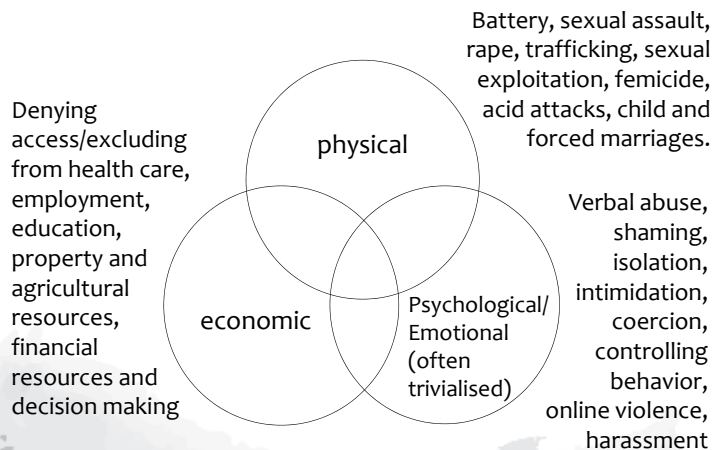 Battery, sexual assault,
rape, trafficking, sexual
exploitation, femicide,
acid attacks, child and
forced marriages.
Denying
access/excluding
from health care,
employment,
education,
property and
agricultural
resources,
financial
resources and
decision making
physical
economic
Psychological/
Emotional
(often
trivialised)
Verbal abuse,
shaming,
isolation,
intimidation,
coercion,
controlling
behavior,
online violence,
harassment